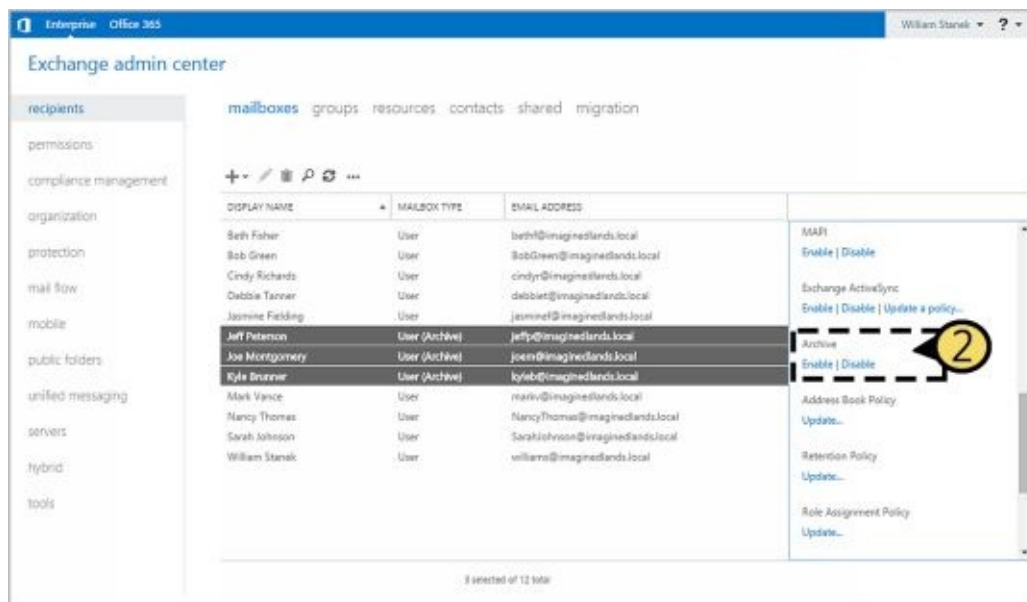 Enterprise Office 365
William Stanek ?
Exchange admin center
recipients
permissions
compliance management
organization
protection
mail flow
mobile
public folders
unified messaging
servers
hybrid
tools
mailboxes groups resources contacts shared migration
DISPLAY NAME MAILBOX TYPE EMAIL ADDRESS
Beth Fisher User bethf@imaginedlands.local
Bob Green User BobGreen@imaginedlands.local
Cindy Richards User cindyr@imaginedlands.local
Debbie Tanner User debbiet@imaginedlands.local
Jasmine Fielding User jasminef@imaginedlands.local
Jeff Peterson User (Archive) jeffp@imaginedlands.local
Joe Montgomery User (Archive) joem@imaginedlands.local
Kyle Brunner User (Archive) kyleb@imaginedlands.local
Mark Vance User markv@imaginedlands.local
Nancy Thomas User NancyThomas@imaginedlands.local
Sarah Johnson User SarahJohnson@imaginedlands.local
William Stanek User williams@imaginedlands.local
3 selected of 12 total
MAPI
Enable | Disable
Exchange ActiveSync
Enable | Disable | Update a policy...
Archive
Enable | Disable
2
Address Book Policy
Update...
Retention Policy
Update...
Role Assignment Policy
Update...